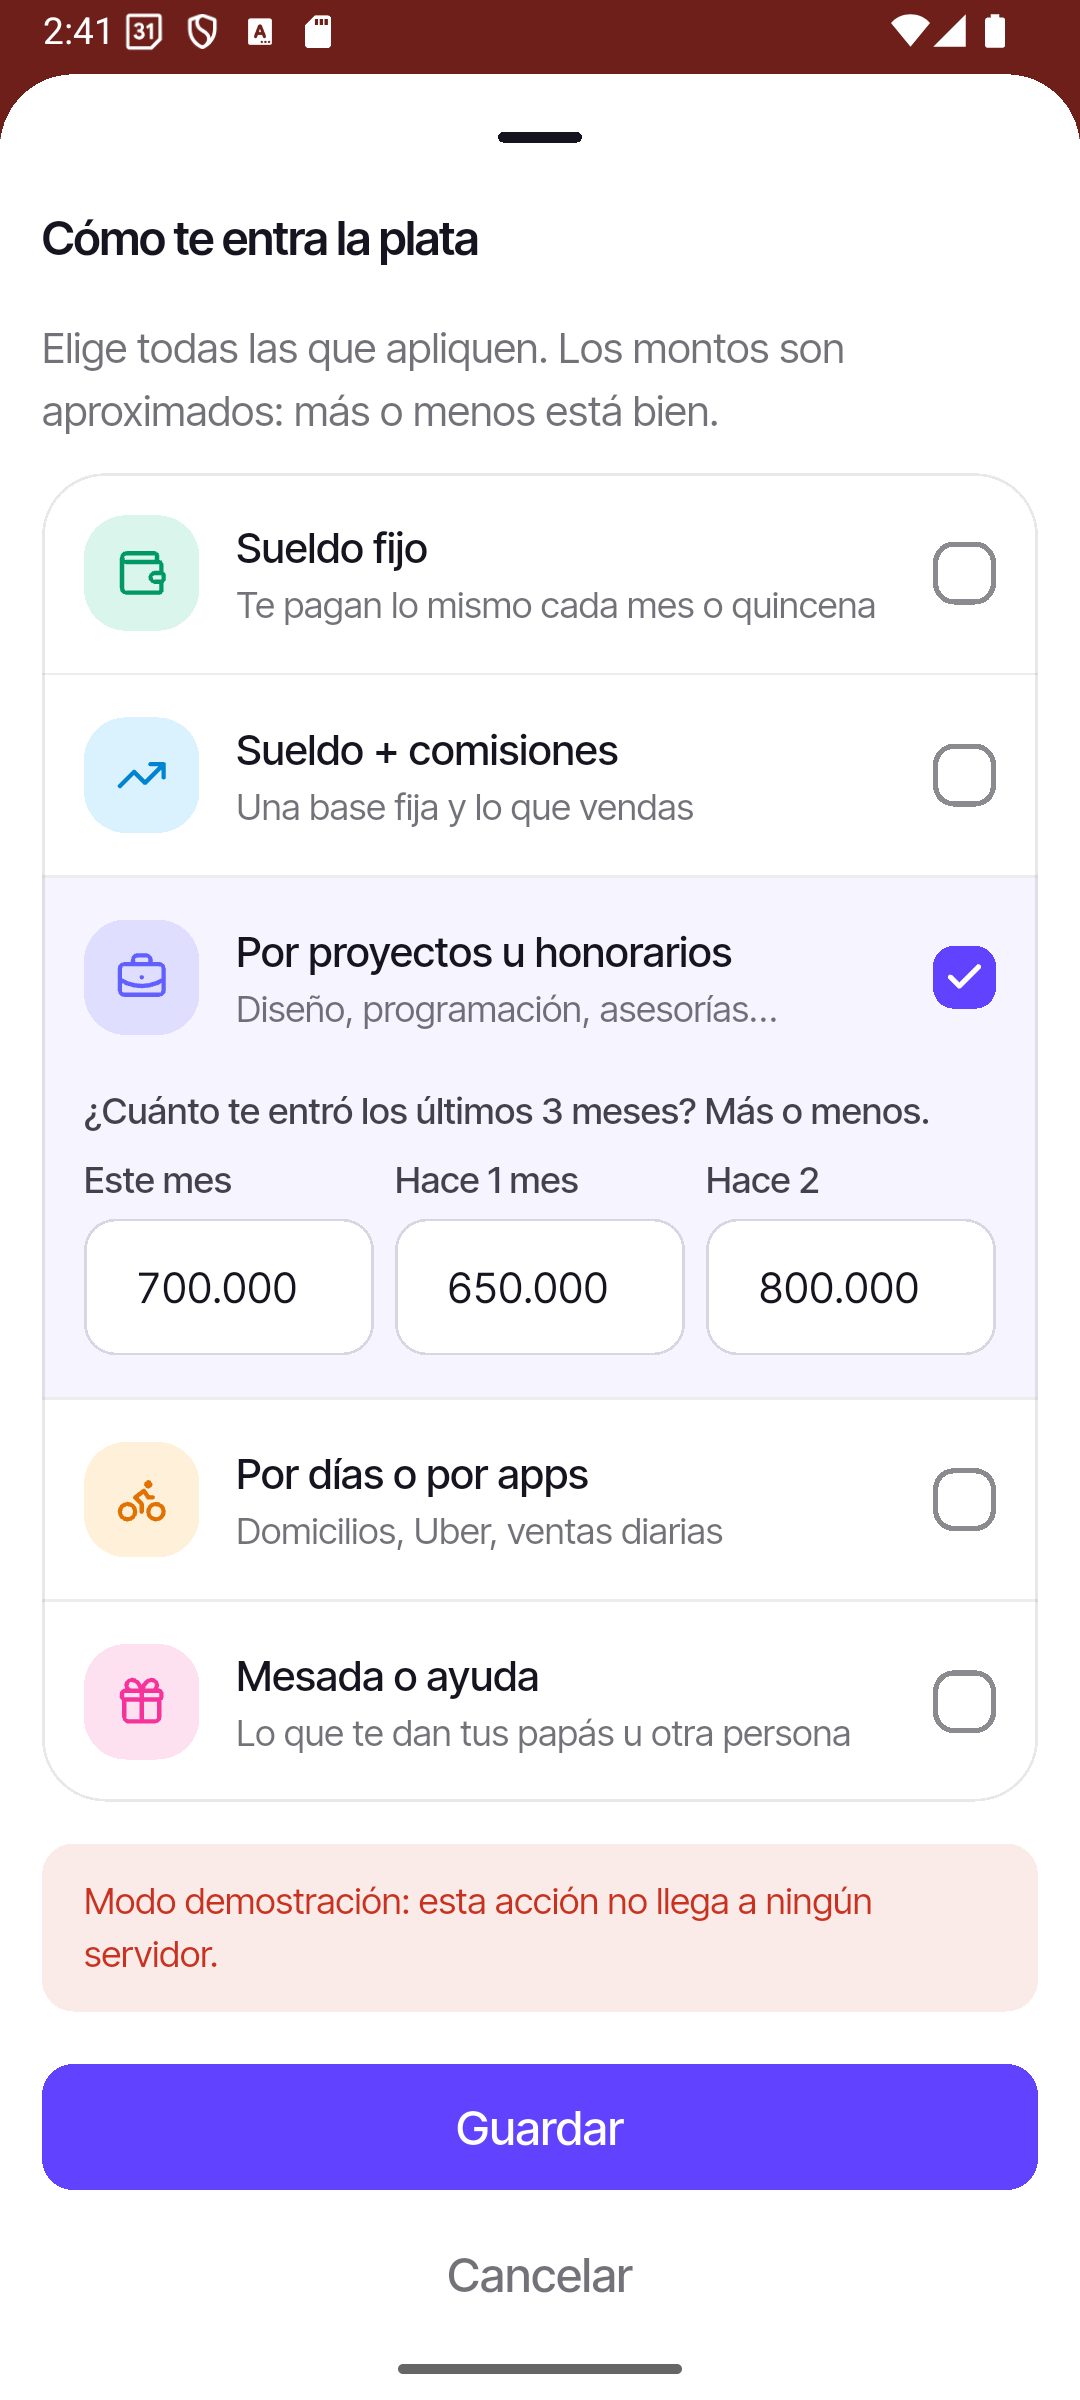 2:41
31
A
Cómo te entra la plata
Elige todas las que apliquen. Los montos son
aproximados: más o menos está bien.
Sueldo fijo
Te pagan lo mismo cada mes o quincena
Sueldo + comisiones
Una base fija y lo que vendas
Por proyectos u honorarios
Diseño, programación, asesorías...
¿Cuánto te entró los últimos 3 meses? Más o menos.
Este mes Hace 1 mes Hace 2
700.000 650.000 800.000
Por días o por apps
Domicilios, Uber, ventas diarias
Mesada o ayuda
Lo que te dan tus papás u otra persona
Modo demostración: esta acción no llega a ningún
servidor.
Guardar
Cancelar